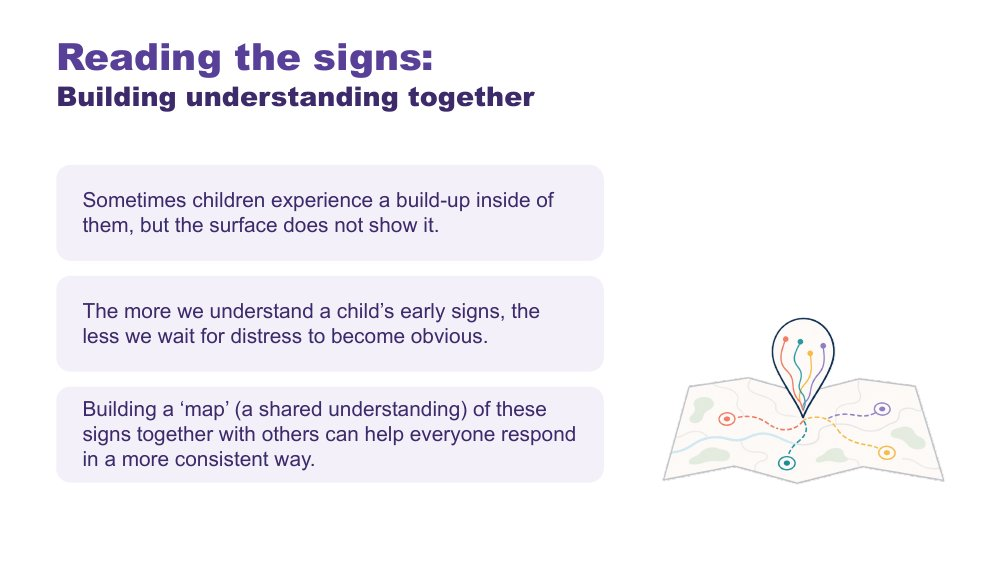 Reading the signs:
Building understanding together
Sometimes children experience a build-up inside of
them, but the surface does not show it.
The more we understand a child’s early signs, the
less we wait for distress to become obvious.
Building a ‘map’ (a shared understanding) of these
signs together with others can help everyone respond
in a more consistent way.